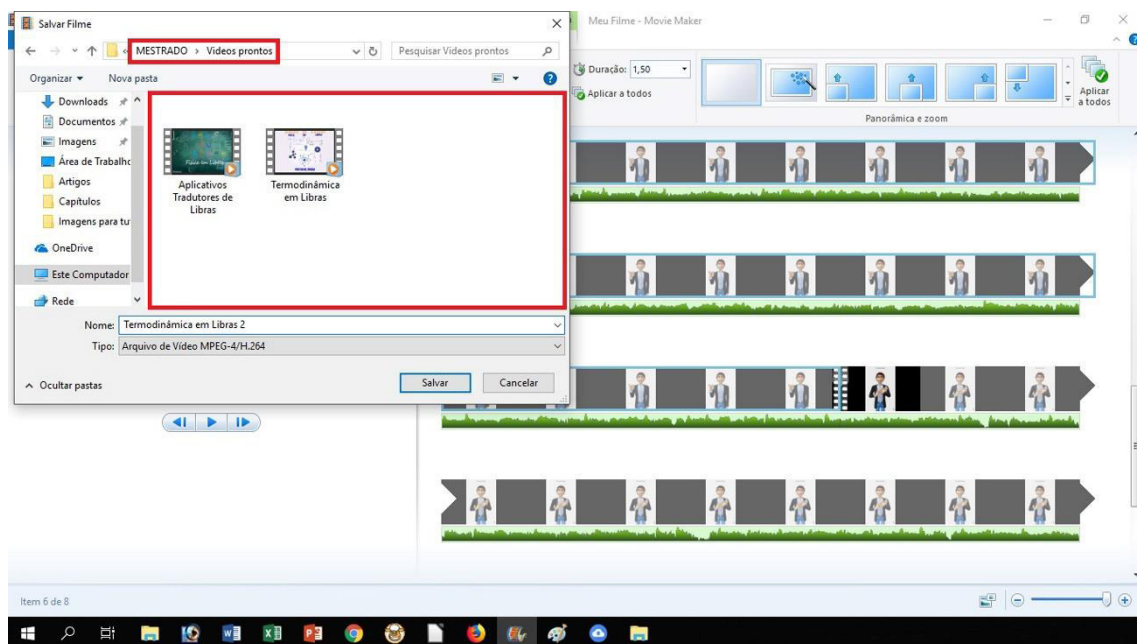 Salvar Filme
Meu Filme - Movie Maker
« MESTRADO › Videos prontos
Pesquisar Videos prontos
Organizar
Nova pasta
Duração: 1,50
Aplicar a todos
Aplicar a todos
Panorâmica e zoom
Downloads
Documentos
Imagens
Área de Trabalho
Artigos
Capítulos
Imagens para tu
OneDrive
Este Computador
Rede
Aplicativos
Tradutores de
Libras
Termodinâmica
em Libras
Nome: Termodinâmica em Libras 2
Tipo: Arquivo de Vídeo MPEG-4/H.264
Ocultar pastas
Salvar
Cancelar
Item 6 de 8